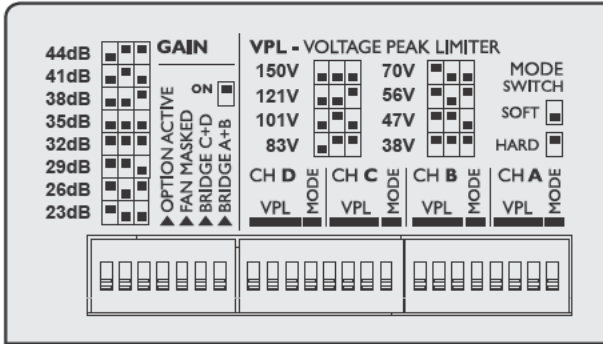 GAIN
44dB
41dB
38dB
35dB
32dB
29dB
26dB
23dB
ON
▶ OPTION ACTIVE
▶ FAN MASKED
▶ BRIDGE C+D
▶ BRIDGE A+B
VPL - VOLTAGE PEAK LIMITER
150V 70V
121V 56V
101V 47V
83V 38V
MODE
SWITCH
SOFT
HARD
CH D CH C CH B CH A
VPL MODE VPL MODE VPL MODE VPL MODE